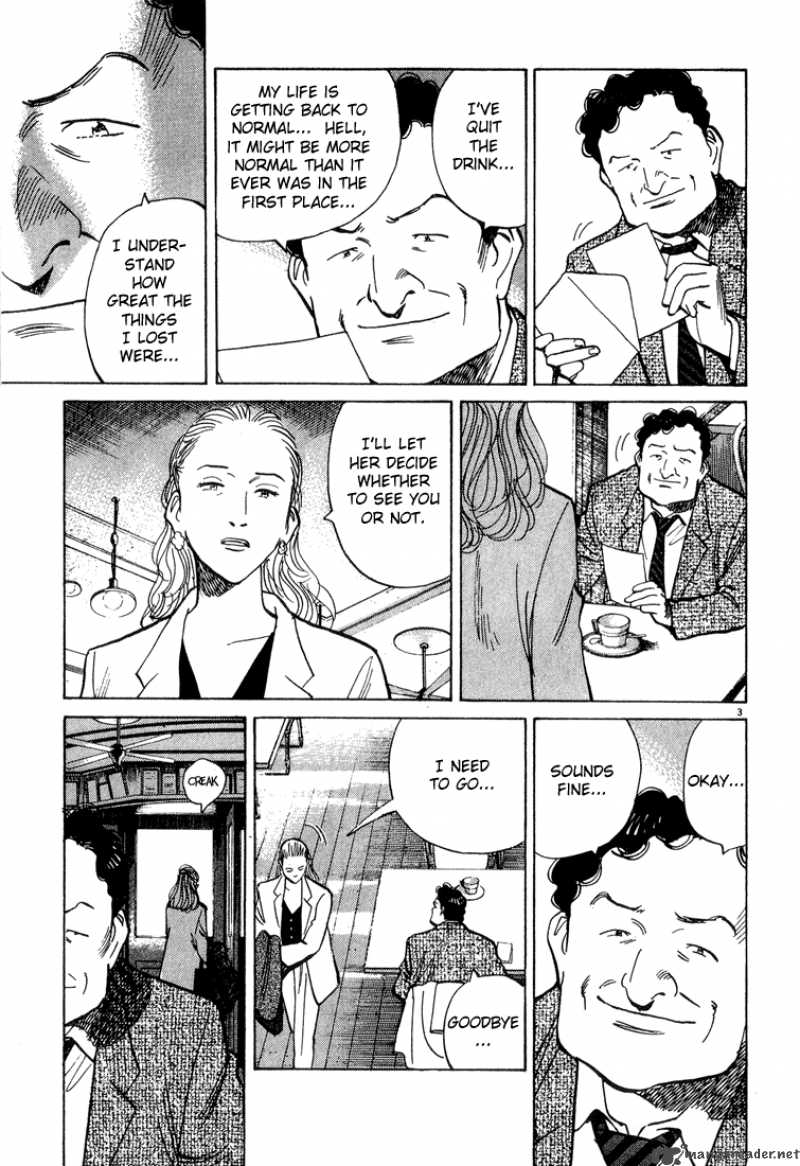 I'VE
QUIT
THE
DRINK...
MY LIFE IS
GETTING BACK TO
NORMAL... HELL,
IT MIGHT BE MORE
NORMAL THAN IT
EVER WAS IN THE
FIRST PLACE...
I UNDER-
STAND
HOW
GREAT THE
THINGS
I LOST
WERE...
I'LL LET
HER DECIDE
WHETHER
TO SEE YOU
OR NOT.
3
OKAY...
SOUNDS
FINE...
I NEED
TO GO...
GOODBYE
...
CREAK
mangareader.net